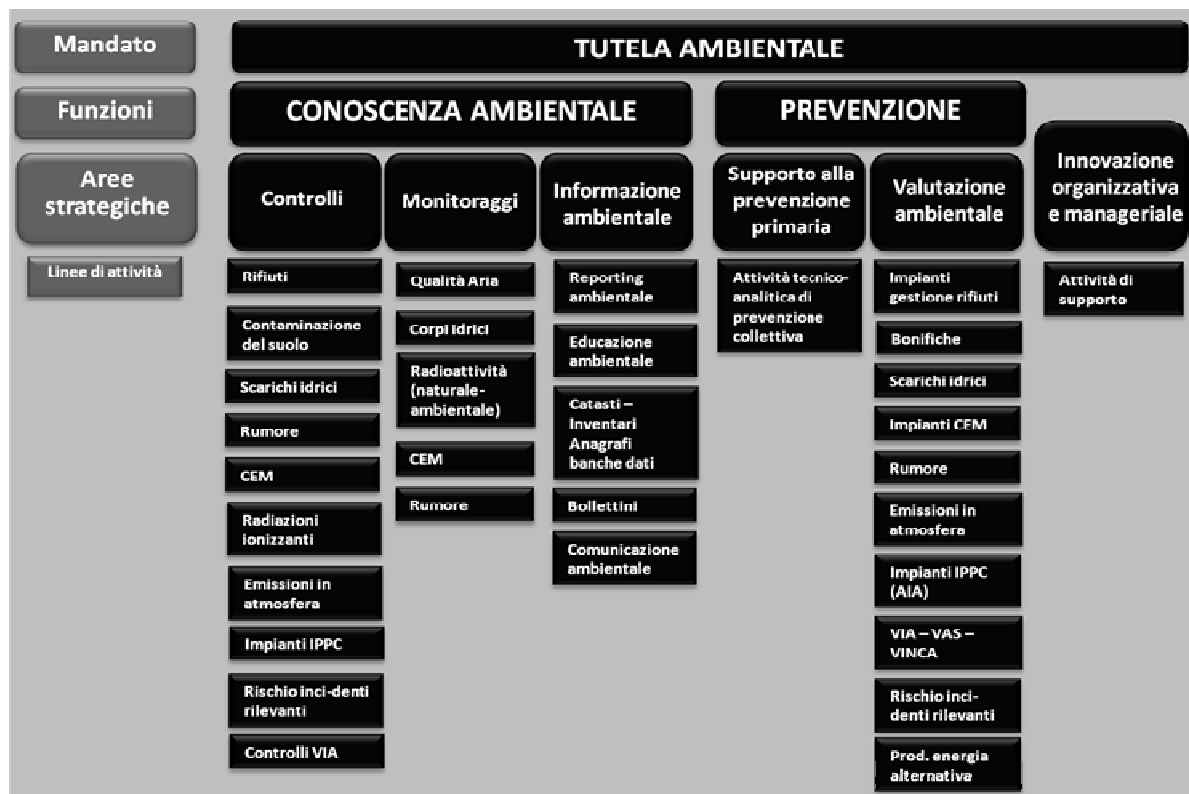 Mandato
TUTELA AMBIENTALE
Funzioni
CONOSCENZA AMBIENTALE
PREVENZIONE
Aree
strategiche
Controlli
Monitoraggi
Informazione
ambientale
Supporto alla
prevenzione
primaria
Valutazione
ambientale
Innovazione
organizzativa
e manageriale
Linee di attività
Rifiuti
Contaminazione
del suolo
Scarichi idrici
Rumore
CEM
Radiazioni
ionizzanti
Emissioni in
atmosfera
Impianti IPPC
Rischio inci-denti
rilevanti
Controlli VIA
Qualità Aria
Corpi idrici
Radioattività
(naturale-
ambientale)
CEM
Rumore
Reporting
ambientale
Educazione
ambientale
Catasti –
Inventari
Anagrafi
banche dati
Bollettini
Comunicazione
ambientale
Attività tecnico-
analitica di
prevenzione
collettiva
Impianti
gestione rifiuti
Bonifiche
Scarichi idrici
Impianti CEM
Rumore
Emissioni in
atmosfera
Impianti IPPC
(AIA)
VIA – VAS –
VINCA
Rischio inci-
denti rilevanti
Prod. energia
alternativa
Attività di
supporto